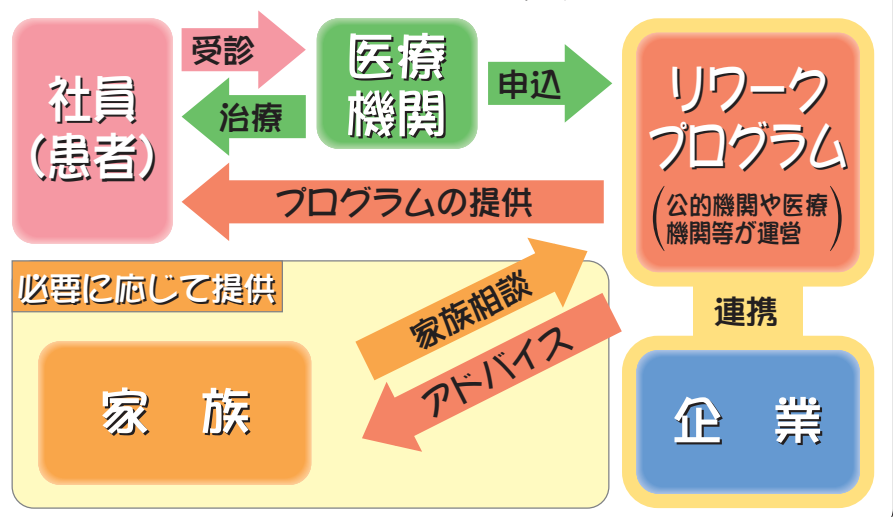 社員
（患者）
受診
治療
医療
機関
申込
リワーク
プログラム
（公的機関や医療
機関等が運営）
プログラムの提供
必要に応じて提供
家族相談
アドバイス
連携
家　族
企　業